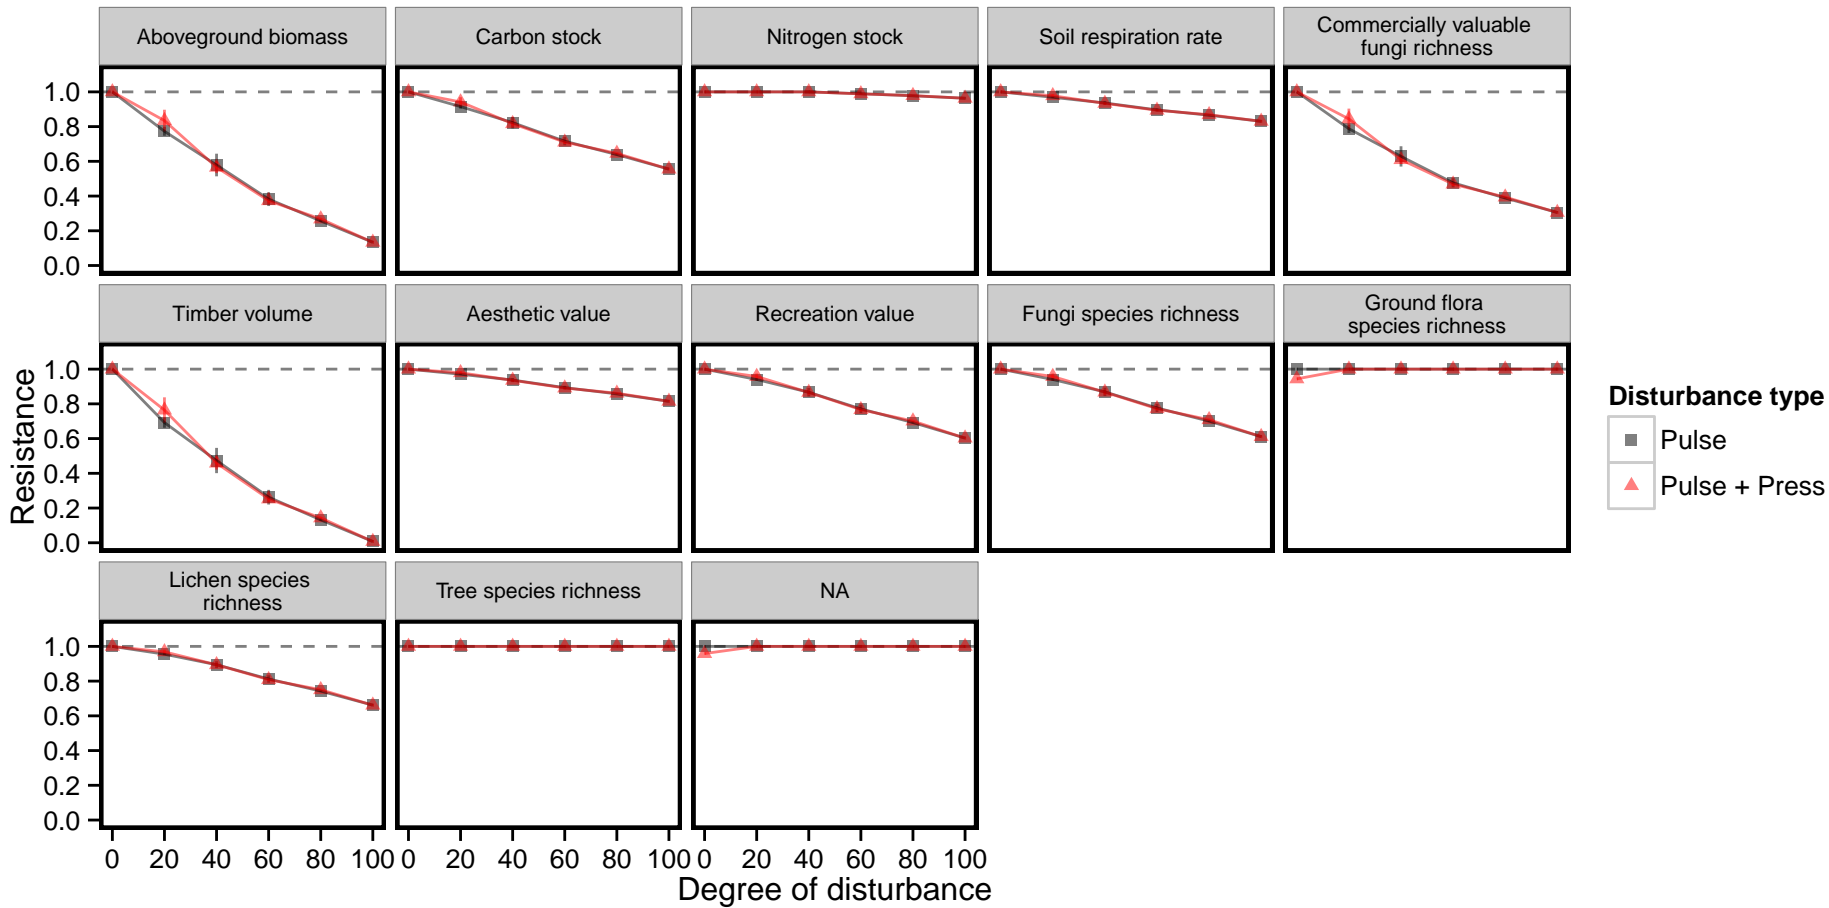 Aboveground biomass
Carbon stock
Nitrogen stock
Soil respiration rate
Commercially valuable
fungi richness
1.0
0.8
0.6
0.4
0.2
0.0
Timber volume
Aesthetic value
Recreation value
Fungi species richness
Ground flora
species richness
1.0
0.8
0.6
0.4
0.2
0.0
Resistance
Disturbance type
Pulse
Pulse + Press
Lichen species
richness
Tree species richness
NA
1.0
0.8
0.6
0.4
0.2
0.0
0 20 40 60 80 100 0 20 40 60 80 100 0 20 40 60 80 100
Degree of disturbance